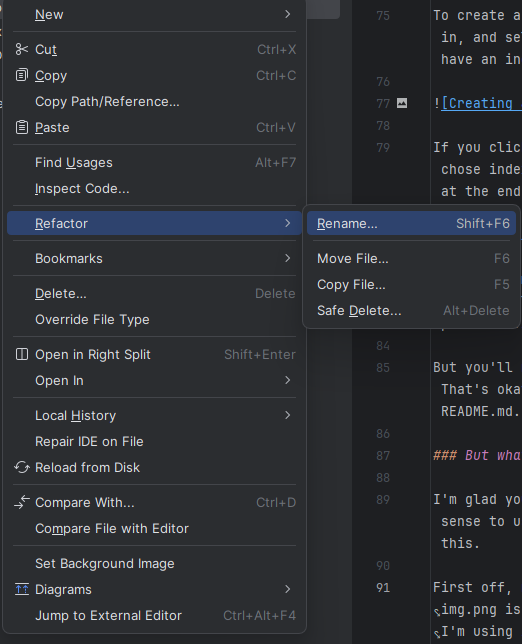 New
Cut Ctrl+X
Copy Ctrl+C
Copy Path/Reference...
Paste Ctrl+V
Find Usages Alt+F7
Inspect Code...
Refactor
Bookmarks
Delete... Delete
Override File Type
Open in Right Split Shift+Enter
Open In
Local History
Repair IDE on File
Reload from Disk
Compare With... Ctrl+D
Compare File with Editor
Set Background Image
Diagrams
Jump to External Editor Ctrl+Alt+F4
Rename... Shift+F6
Move File... F6
Copy File... F5
Safe Delete... Alt+Delete
75 To create a
in, and se
have an in
76
77 ![Creating
78
79 If you clic
chose inde
at the end
84
85 But you'll
That's oka
README.md.
86
87 ### But wha
88
89 I'm glad yo
sense to u
this.
90
91 First off,
img.png is
I'm using